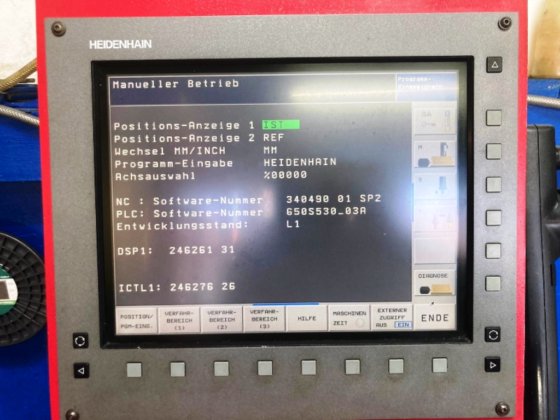 HEIDENHAIN
Manueller Betrieb
Programm-
Positions-Anzeige 1 IST
Positions-Anzeige 2 REF
Wechsel MM/INCH MM
Programm-Eingabe HEIDENHAIN
Achsauswahl %00000
NC : Software-Nummer 340490 01 SP2
PLC: Software-Nummer 650S530_03A
Entwicklungsstand: L1
DSP1: 246261 31
ICTL1: 246276 26
DIAGNOSE
POSITION/
PGM-EING.
VERFAHR-
BEREICH
(1)
VERFAHR-
BEREICH
(2)
VERFAHR-
BEREICH
(3)
HILFE
MASCHINEN
ZEIT
EXTERNER
ZUGRIFF
AUS EIN
ENDE